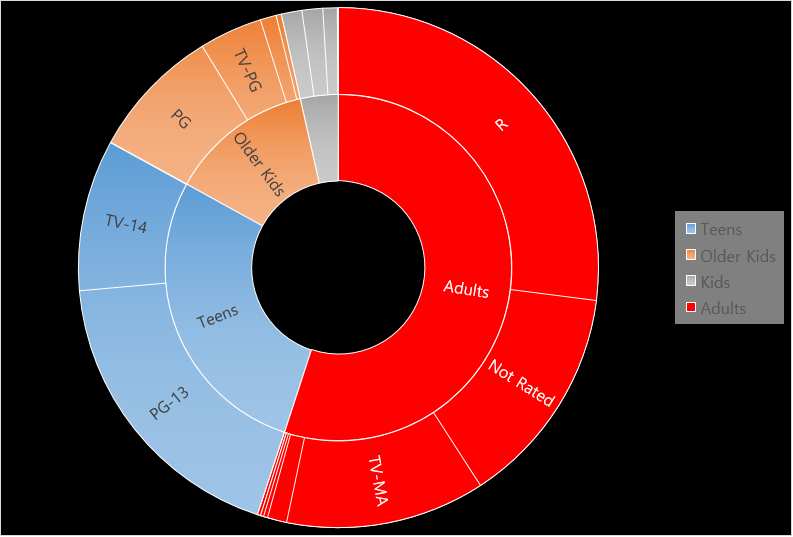 TV-PG
PG
Older Kids
R
TV-14
Teens
Adults
PG-13
Not Rated
TV-MA
Teens
Older Kids
Kids
Adults